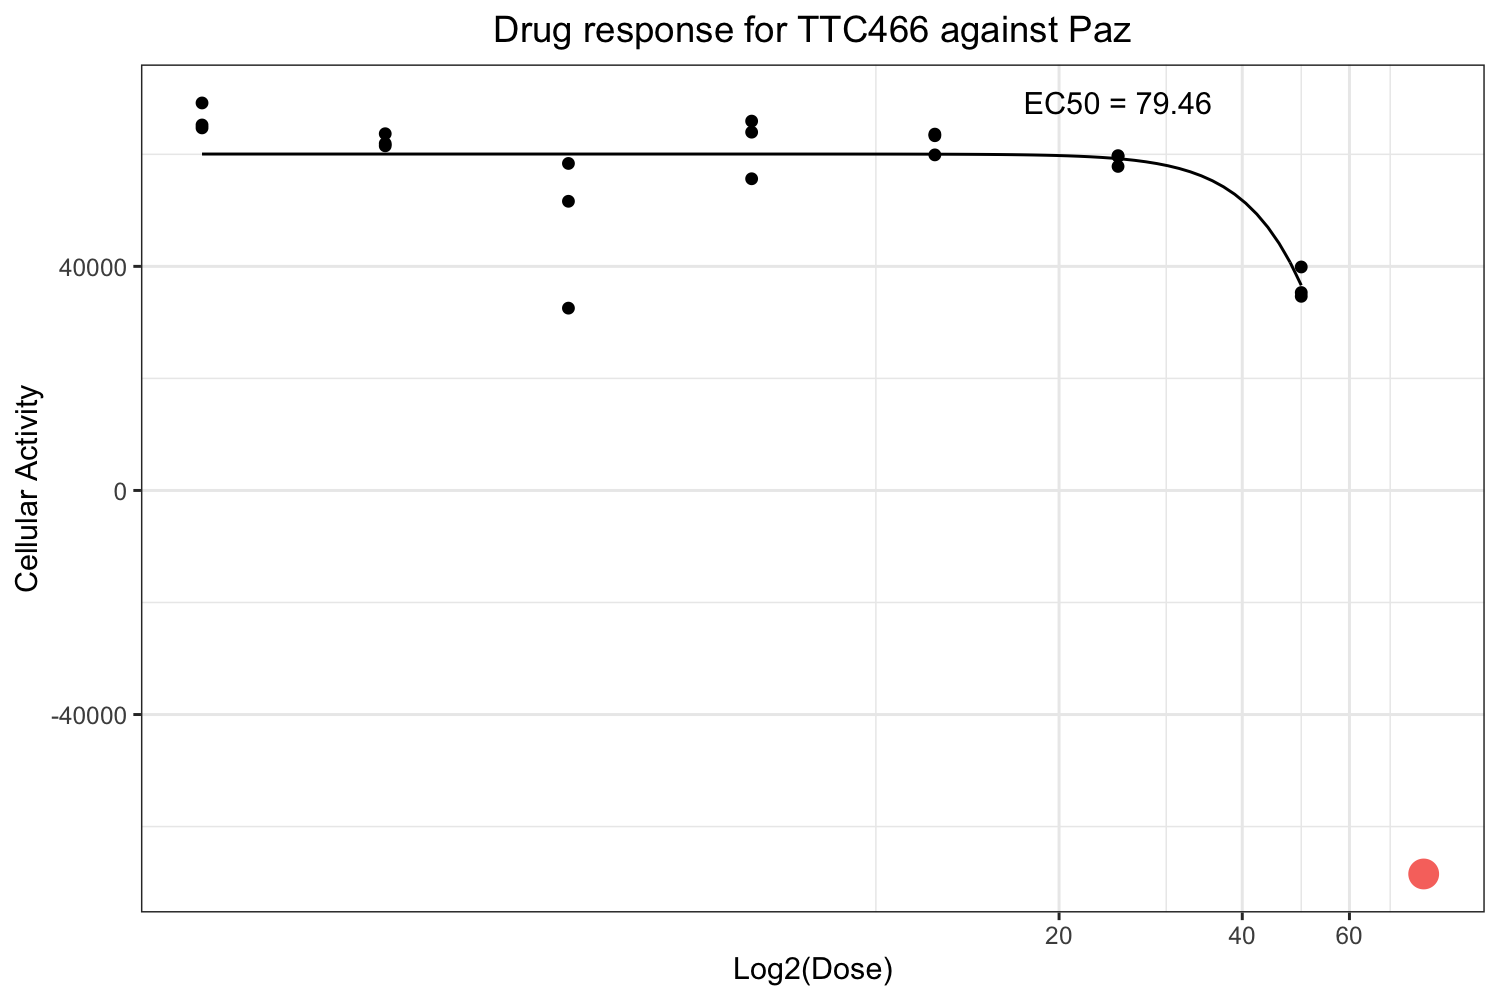 Drug response for TTC466 against Paz
EC50 = 79.46
40000
0
-40000
Cellular Activity
20 40 60
Log2(Dose)